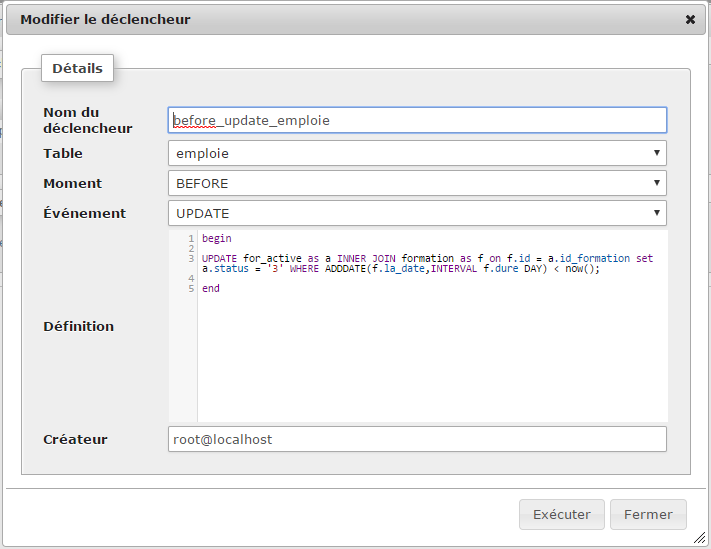 Modifier le déclencheur
Détails
Nom du
déclencheur
before_update_emploie
Table
emploie
Moment
BEFORE
Événement
UPDATE
Définition
1 begin
2
3 UPDATE for_active as a INNER JOIN formation as f on f.id = a.id_formation set
a.status = '3' WHERE ADDDATE(f.la_date,INTERVAL f.dure DAY) < now();
4
5 end
Créateur
root@localhost
Exécuter
Fermer